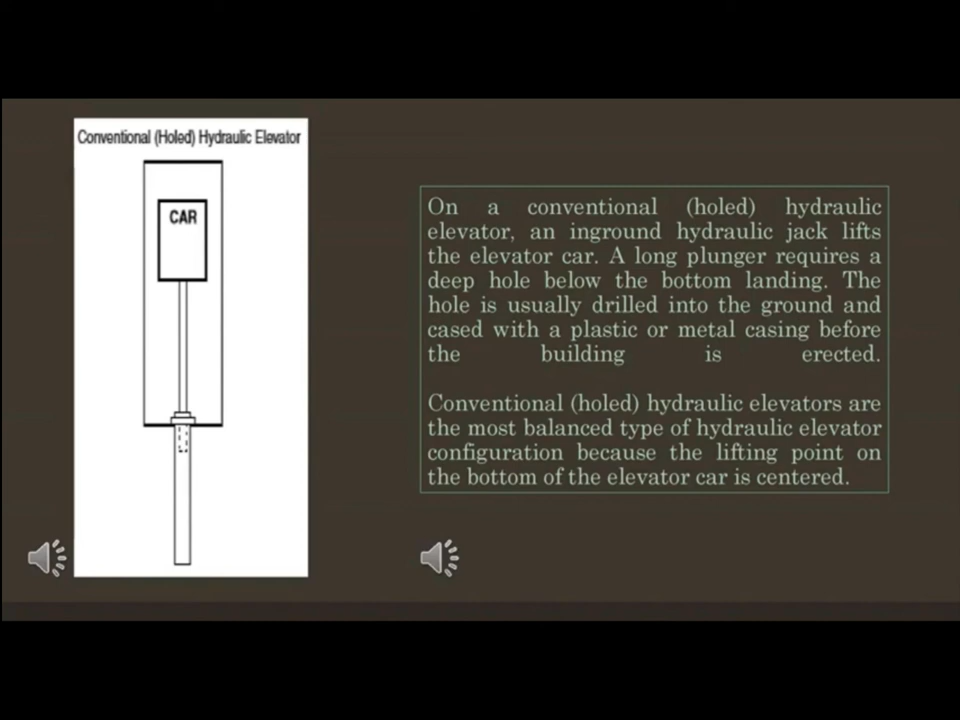 Conventional (Holed) Hydraulic Elevator
CAR
On a conventional (holed) hydraulic
elevator, an inground hydraulic jack lifts
the elevator car. A long plunger requires a
deep hole below the bottom landing. The
hole is usually drilled into the ground and
cased with a plastic or metal casing before
the building is erected.
Conventional (holed) hydraulic elevators are
the most balanced type of hydraulic elevator
configuration because the lifting point on
the bottom of the elevator car is centered.